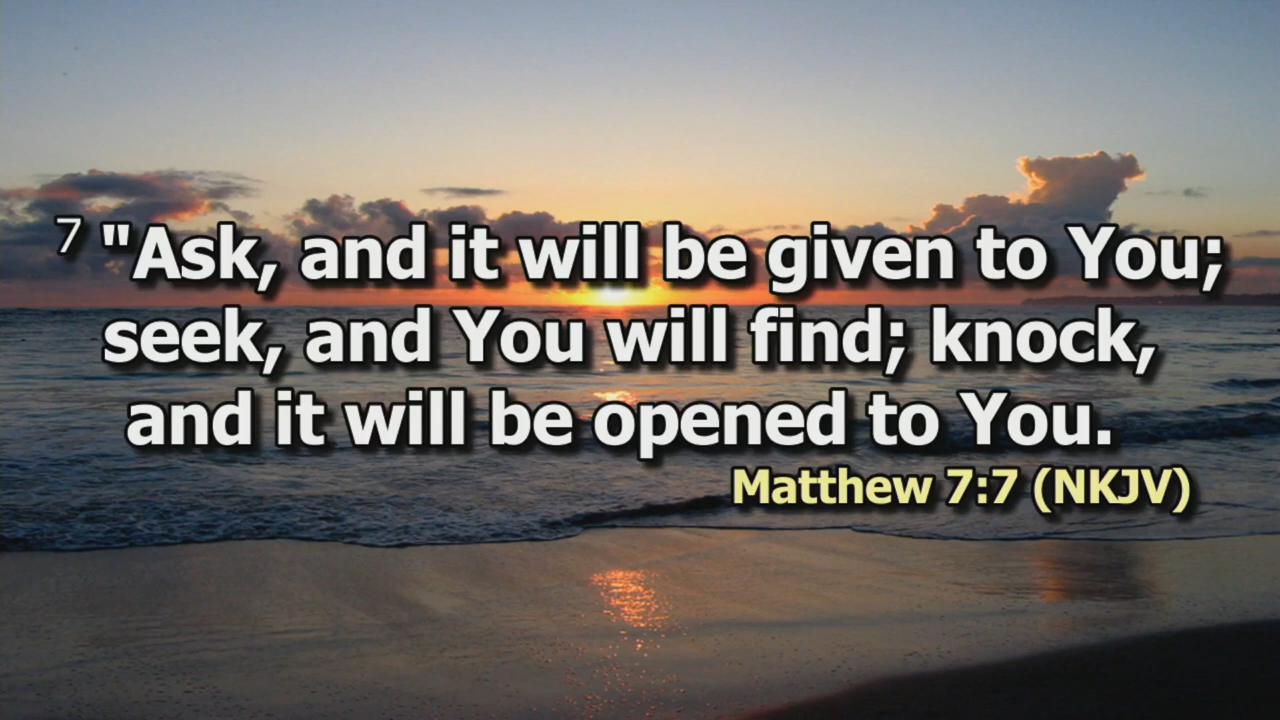 7 "Ask, and it will be given to You;
seek, and You will find; knock,
and it will be opened to You.
Matthew 7:7 (NKJV)